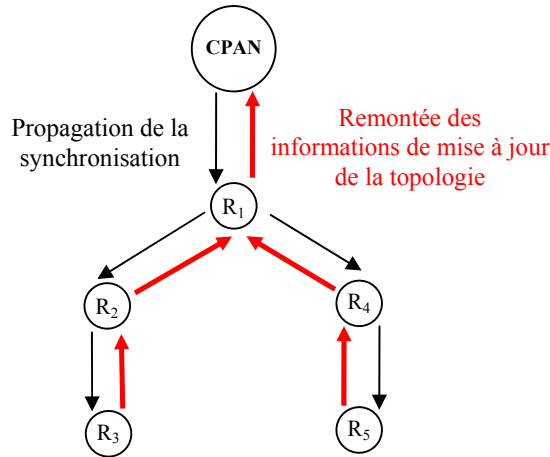 CPAN
Propagation de la
synchronisation
Remontée des
informations de mise à jour
de la topologie
R1
R2
R4
R3
R5